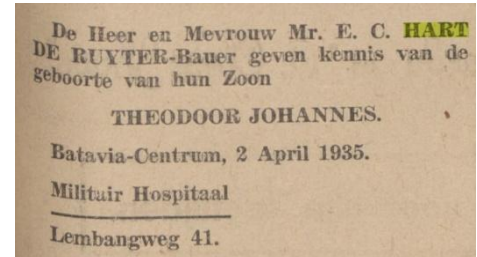 De Heer en Mevrouw Mr. E. C. HART
DE RUYTER-Bauer geven kennis van de
geboorte van hun Zoon
THEODOOR JOHANNES.
Batavia-Centrum, 2 April 1935.
Militair Hospitaal
Lembangweg 41.